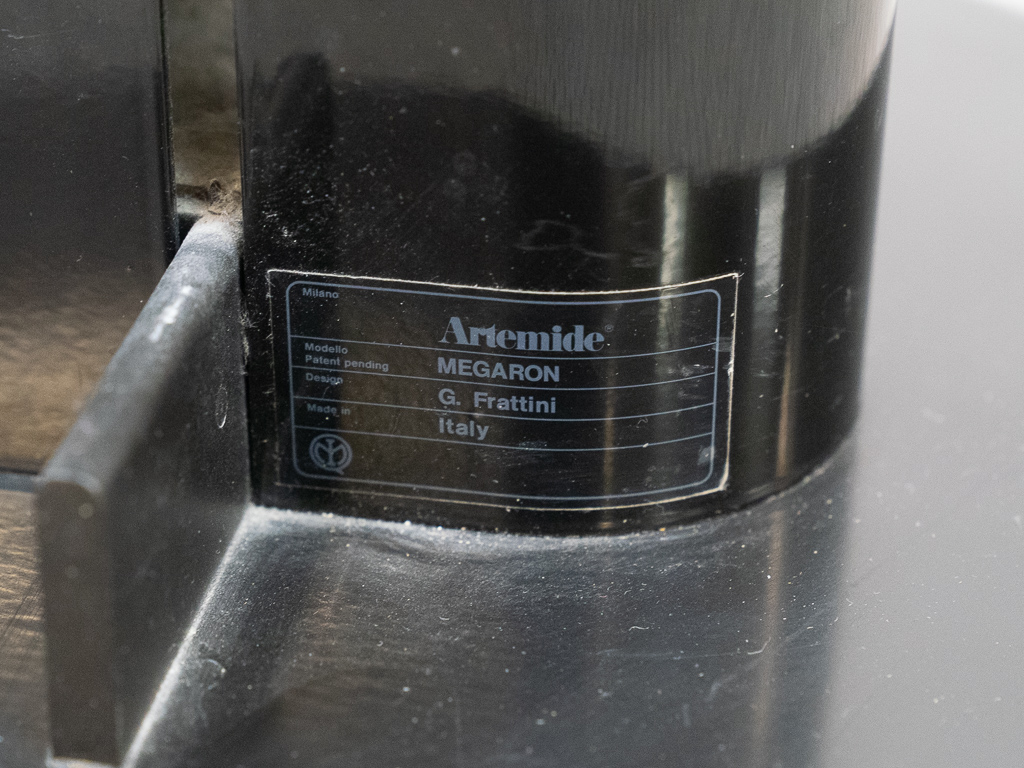 Milano
Artemide®
Modello MEGARON
Patent pending
Design G. Frattini
Made in Italy